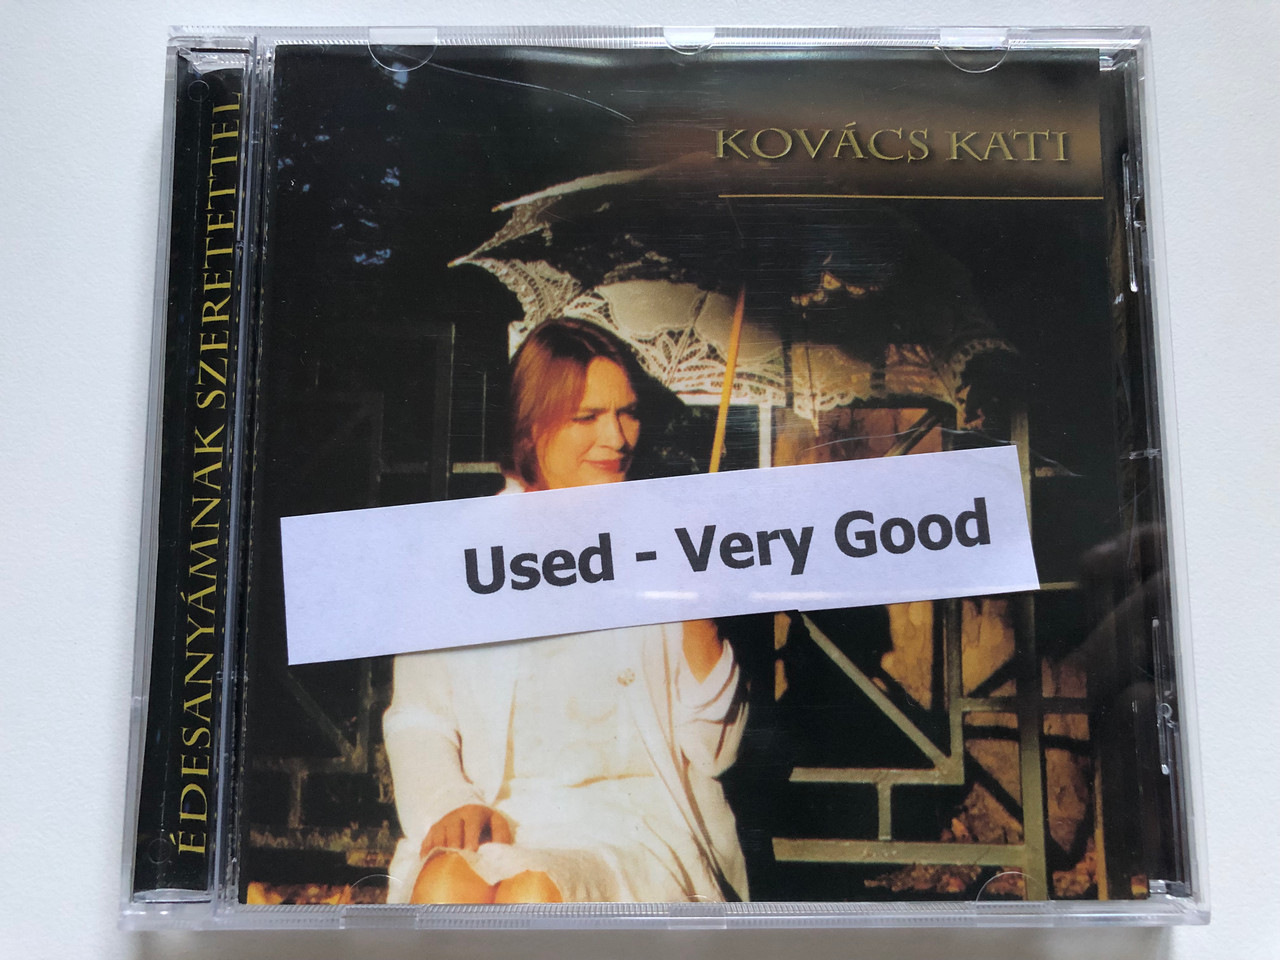 ÉDESANYÁMNAK SZERETETTEL
KOVÁCS KATI
Used - Very Good